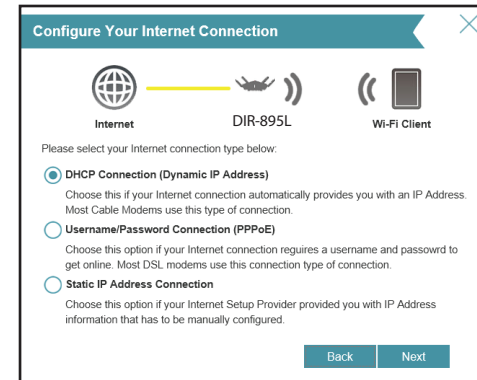 Configure Your Internet Connection
Internet
DIR-895L
Wi-Fi Client
Please select your Internet connection type below:
DHCP Connection (Dynamic IP Address)
Choose this if your Internet connection automatically provides you with an IP Address.
Most Cable Modems use this type of connection.
Username/Password Connection (PPPoE)
Choose this option if your Internet connection reguires a username and passowrd to
get online. Most DSL modems use this connection type of connection.
Static IP Address Connection
Choose this option if your Internet Setup Provider provided you with IP Address
information that has to be manually configured.
Back
Next